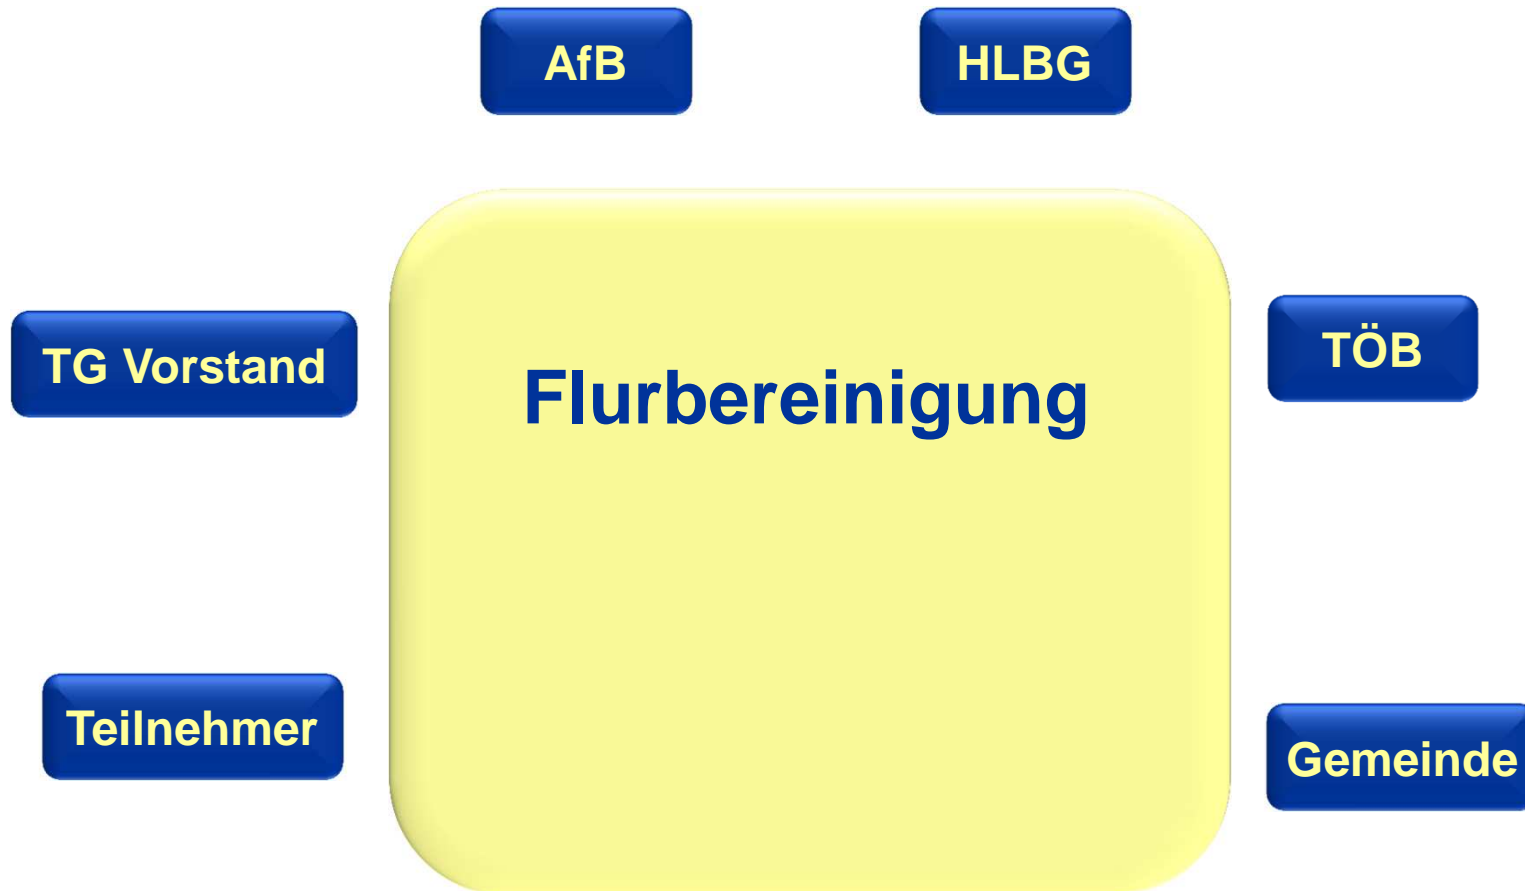 AfB
HLBG
TG Vorstand
TÖB
Flurbereinigung
Teilnehmer
Gemeinde